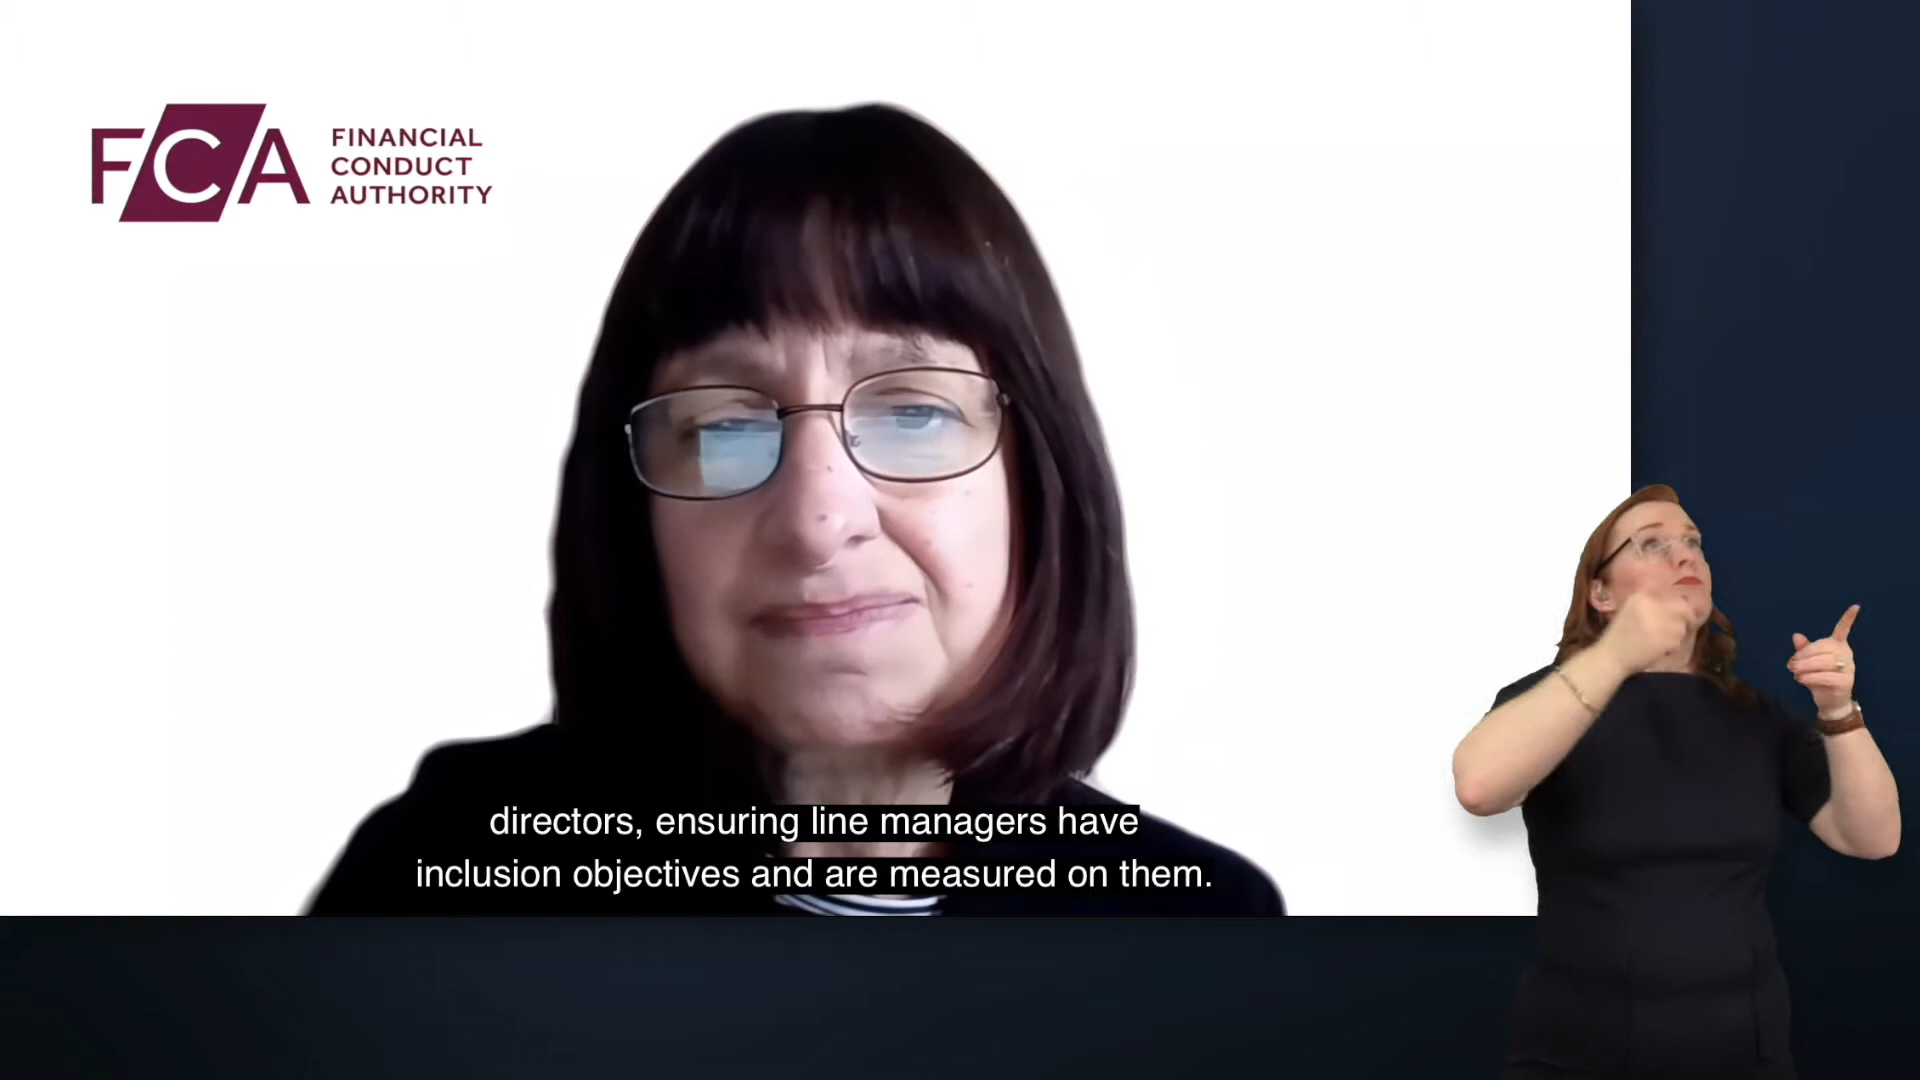 FCA
FINANCIAL
CONDUCT
AUTHORITY
directors, ensuring line managers have
inclusion objectives and are measured on them.